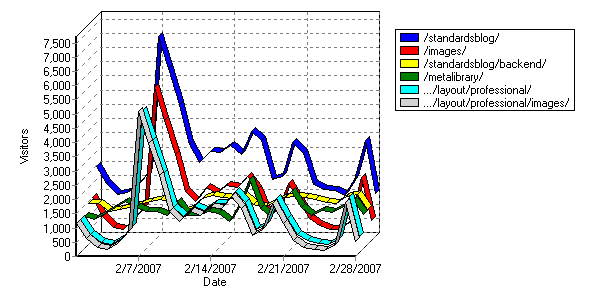 7,500
7,000
6,500
6,000
5,500
5,000
4,500
4,000
3,500
3,000
2,500
2,000
1,500
1,000
500
0
Visitors
2/7/2007 2/14/2007 2/21/2007 2/28/2007
Date
/standardsblog/
/images/
/standardsblog/backend/
/metalibrary/
.../layout/professional/
.../layout/professional/images/